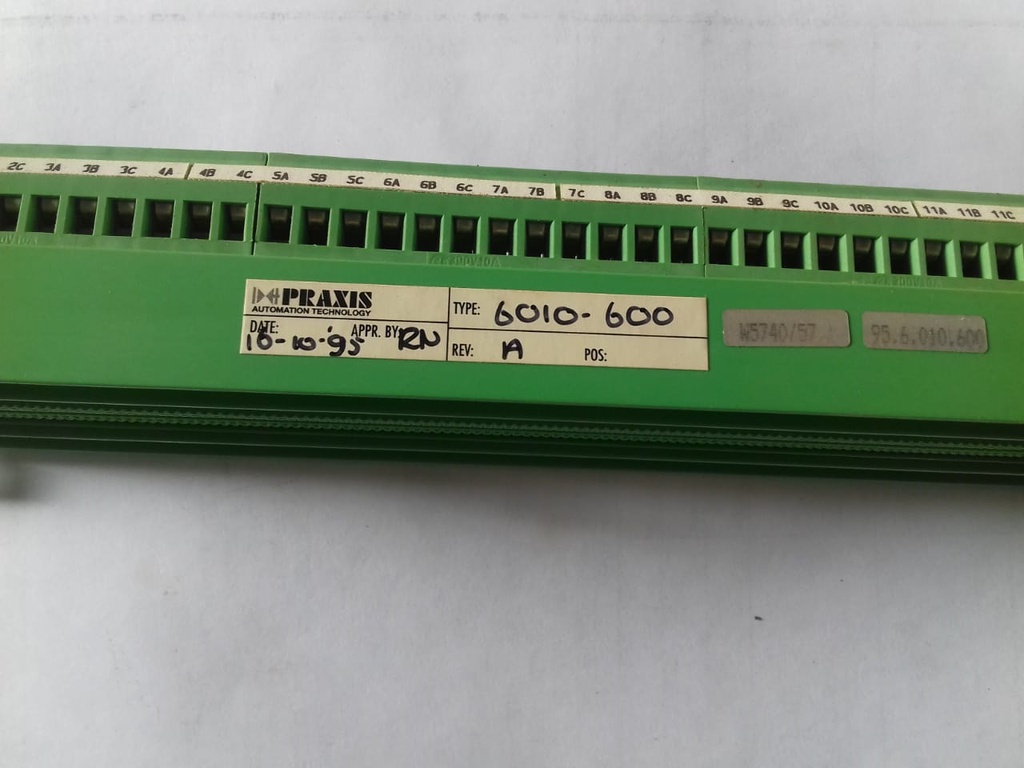 2C 3A 3B 3C 4A 4B 4C 5A 5B 5C 6A 6B 6C 7A 7B 7C 8A 8B 8C 9A 9B 9C 10A 10B 10C 11A 11B 11C
PRAXIS
AUTOMATION TECHNOLOGY
DATE: APPR. BY: RN
16-10-'95
TYPE: 6010-600
REV: A POS:
W5740/57
95.6.010.600